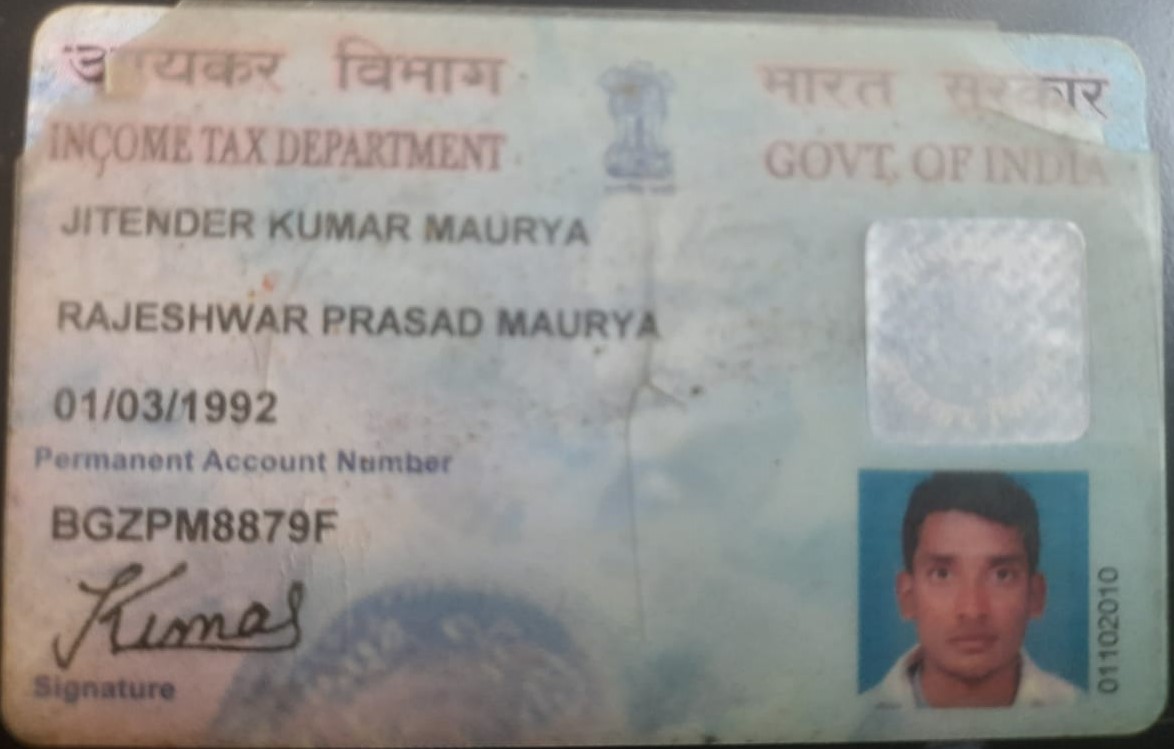 आयकर विभाग
भारत सरकार
INCOME TAX DEPARTMENT
GOVT. OF INDIA
JITENDER KUMAR MAURYA
RAJESHWAR PRASAD MAURYA
01/03/1992
Permanent Account Number
BGZPM8879F
Kumar
Signature
01102010